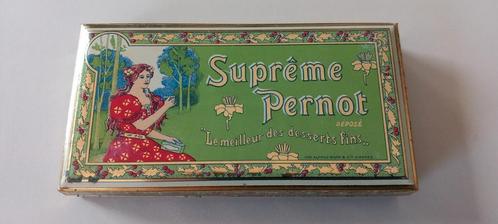 Suprême
Pernot
DÉPOSÉ
"Le meilleur des desserts fins"